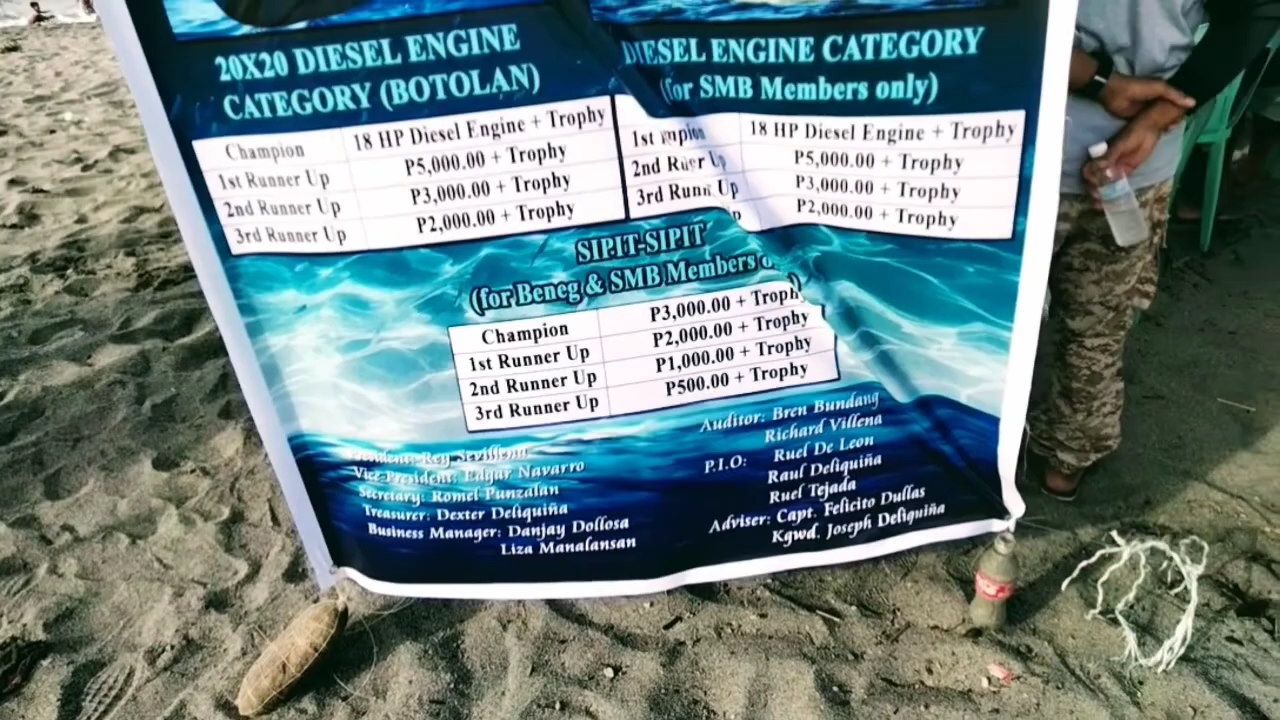 20X20 DIESEL ENGINE
CATEGORY (BOTOLAN)
Champion 18 HP Diesel Engine + Trophy
1st Runner Up P5,000.00 + Trophy
2nd Runner Up P3,000.00 + Trophy
3rd Runner Up P2,000.00 + Trophy
DIESEL ENGINE CATEGORY
(for SMB Members only)
18 HP Diesel Engine + Trophy
1st P5,000.00 + Trophy
2nd P3,000.00 + Trophy
3rd Up P2,000.00 + Trophy
SIPIT-SIPIT
(for Beneg & SMB Members
Champion P3,000.00 + Troph
1st Runner Up P2,000.00 + Trophy
2nd Runner Up P1,000.00 + Trophy
3rd Runner Up P500.00 + Trophy
Rey
Vice President: Edgar Navarro
Secretary: Romel Punzalan
Treasurer: Dexter Deliquiña
Business Manager: Danjay Dollosa
Liza Manalansan
Auditor: Bren Bundang
Richard Villena
P.I.O: Ruel De Leon
Raul Deliquiña
Ruel Tejada
Adviser: Capt. Felicito Dullas
Kgwd. Joseph Deliquiña